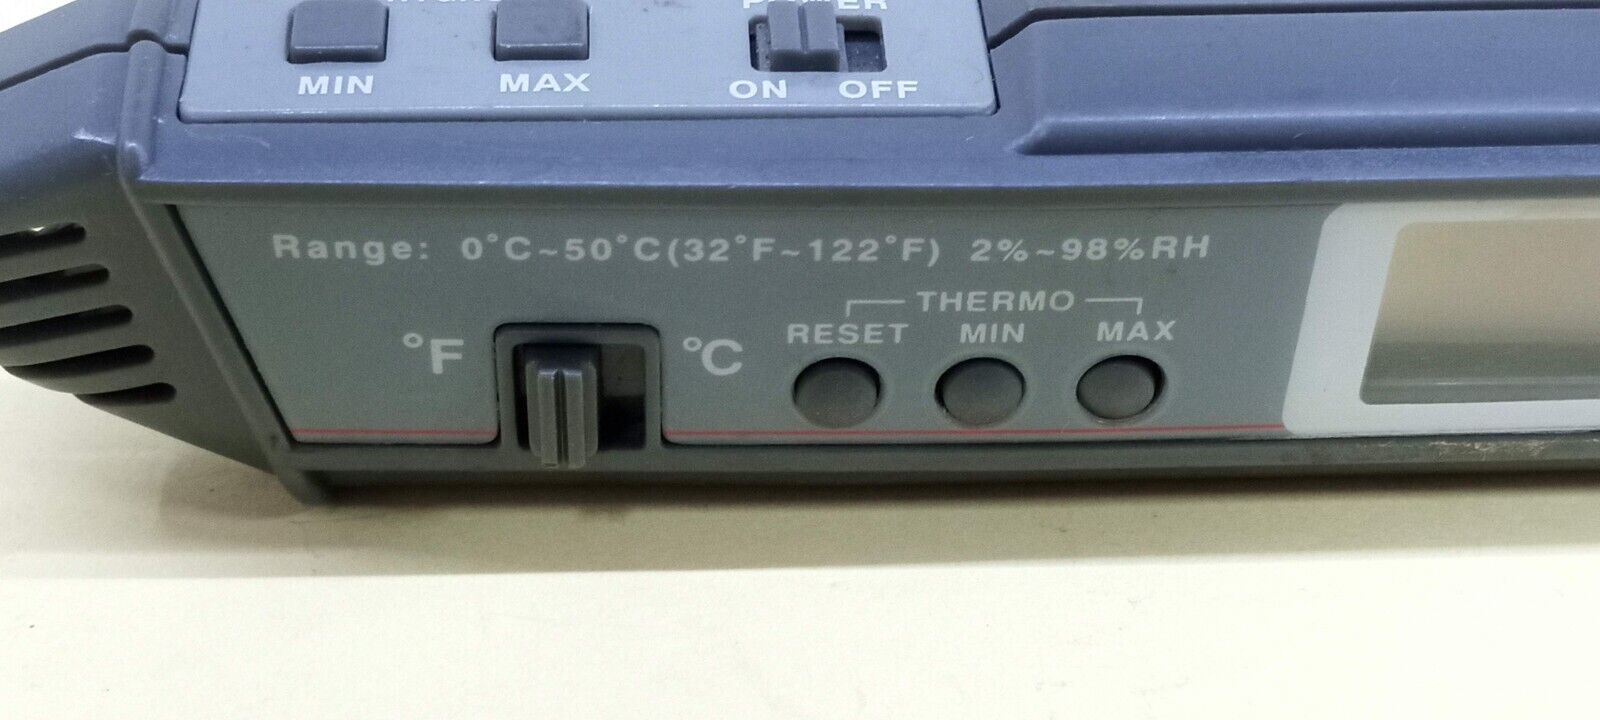 MIN MAX ON OFF
Range: 0°C~50°C(32°F~122°F) 2%~98%RH
THERMO
RESET MIN MAX
°F °C